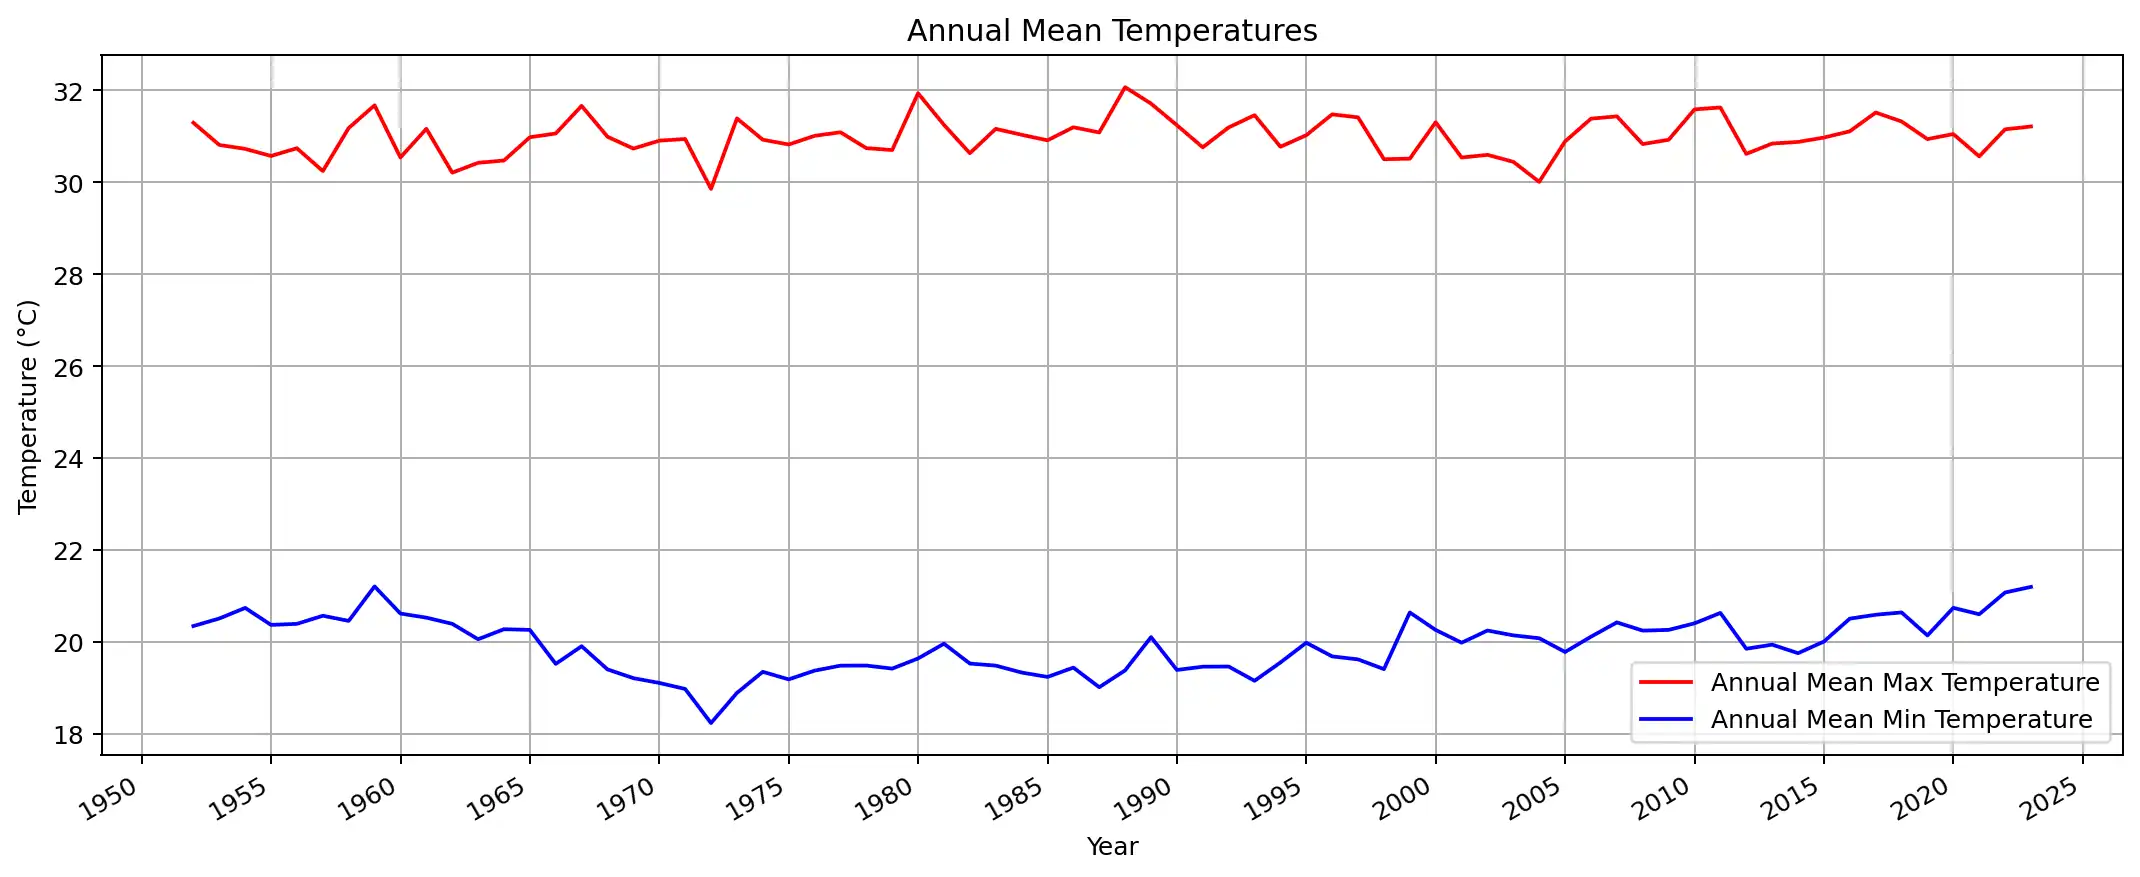 Annual Mean Temperatures
32
30
28
26
24
22
20
18
Temperature (°C)
Annual Mean Max Temperature
Annual Mean Min Temperature
1950 1955 1960 1965 1970 1975 1980 1985 1990 1995 2000 2005 2010 2015 2020 2025
Year